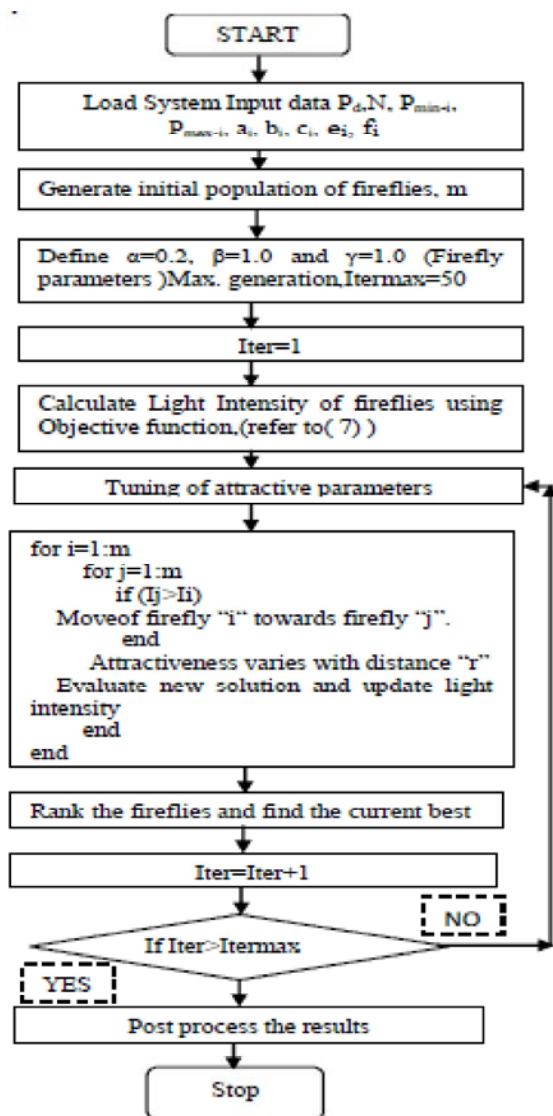 START
Load System Input data Pd,N, Pmin-i,
Pmax-i, ai, bi, ci, ei, fi
Generate initial population of fireflies, m
Define α=0.2, β=1.0 and γ=1.0 (Firefly
parameters )Max. generation,Itermax=50
Iter=1
Calculate Light Intensity of fireflies using
Objective function,(refer to( 7) )
Tuning of attractive parameters
for i=1:m
for j=1:m
if (Ij>Ii)
Moveof firefly “i“ towards firefly “j”.
end
Attractiveness varies with distance “r”
Evaluate new solution and update light
intensity
end
end
Rank the fireflies and find the current best
Iter=Iter+1
NO
If Iter>Itermax
YES
Post process the results
Stop